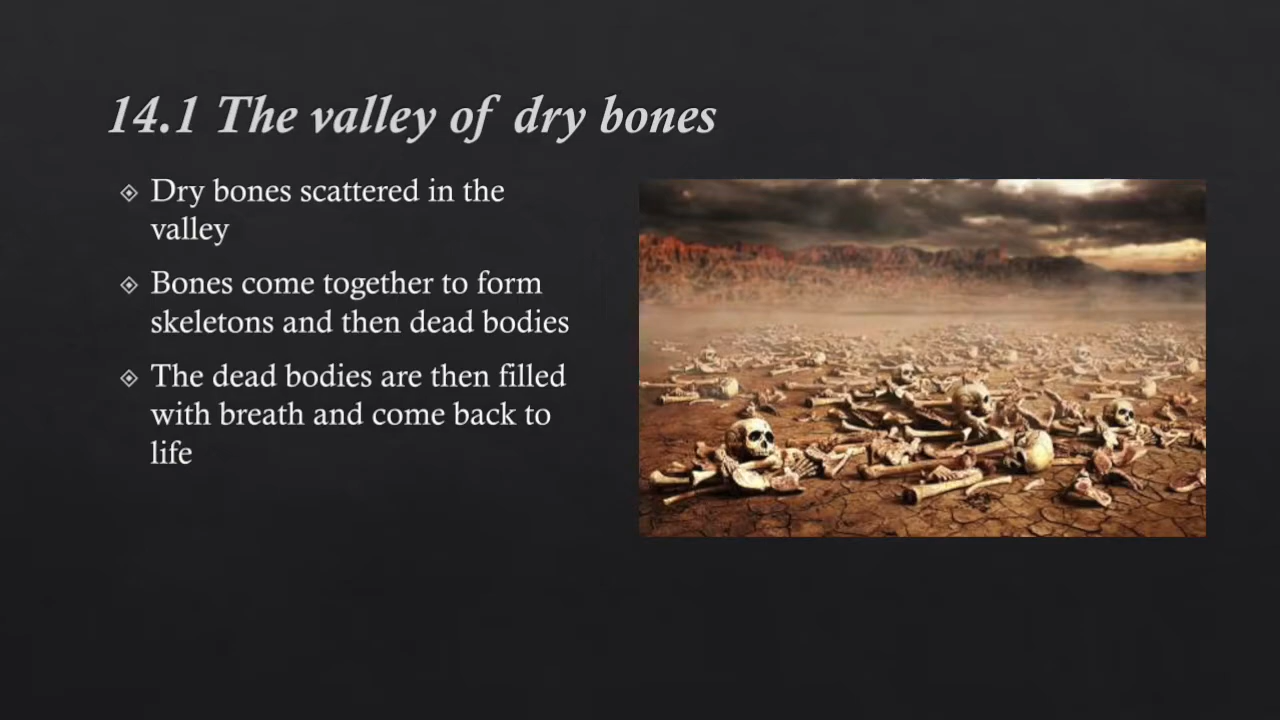 14.1 The valley of dry bones
Dry bones scattered in the
valley
Bones come together to form
skeletons and then dead bodies
The dead bodies are then filled
with breath and come back to
life